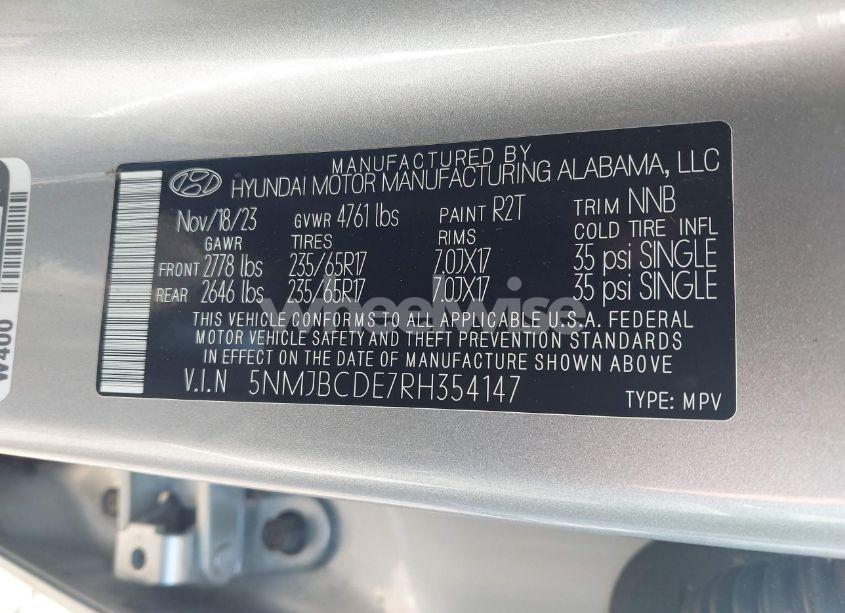 MANUFACTURED BY
HYUNDAI MOTOR MANUFACTURING ALABAMA, LLC
Nov/18/23 GVWR 4761 lbs PAINT R2T TRIM NNB
GAWR TIRES RIMS COLD TIRE INFL
FRONT 2778 lbs 235/65R17 7.0JX17 35 psi SINGLE
REAR 2646 lbs 235/65R17 7.0JX17 35 psi SINGLE
wheelwise
THIS VEHICLE CONFORMS TO ALL APPLICABLE U.S.A. FEDERAL
MOTOR VEHICLE SAFETY AND THEFT PREVENTION STANDARDS
IN EFFECT ON THE DATE OF MANUFACTURE SHOWN ABOVE
V.I.N 5NMJBCDE7RH354147
TYPE: MPV
W400